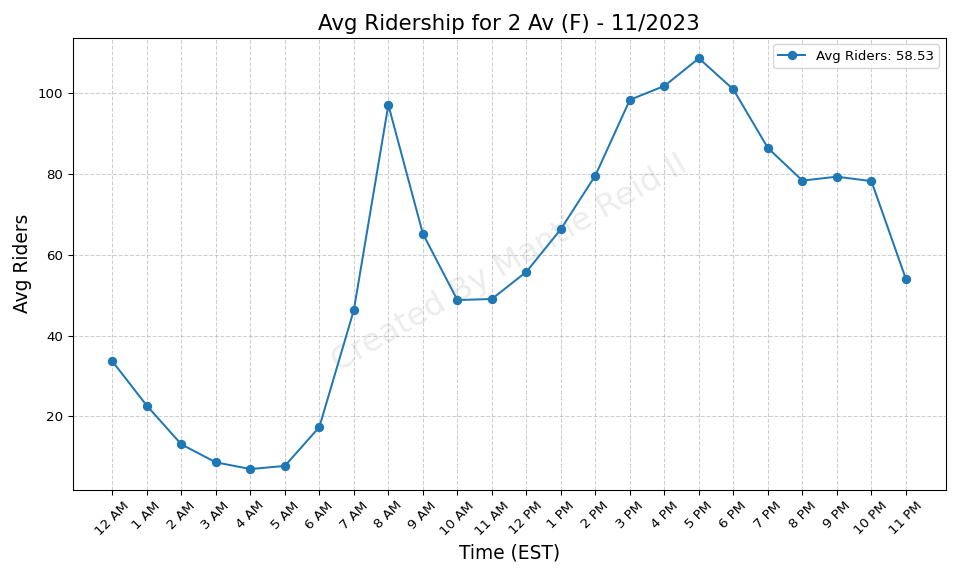 Avg Ridership for 2 Av (F) - 11/2023
Avg Riders: 58.53
Avg Riders
100
80
60
40
20
Created By Mantle Reid II
12 AM
1 AM
2 AM
3 AM
4 AM
5 AM
6 AM
7 AM
8 AM
9 AM
10 AM
11 AM
12 PM
1 PM
2 PM
3 PM
4 PM
5 PM
6 PM
7 PM
8 PM
9 PM
10 PM
11 PM
Time (EST)